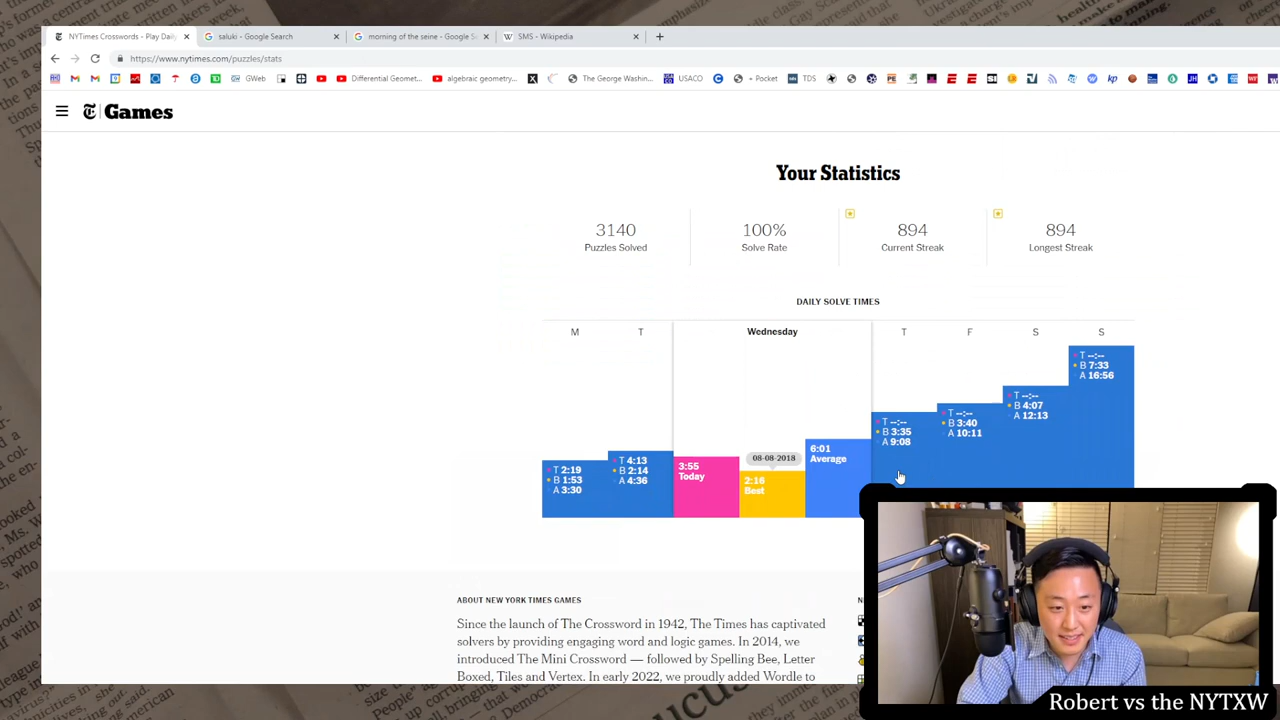 NYTimes Crosswords - Play Daily
saluki - Google Search
morning of the seine - Google Se
SMS - Wikipedia
https://www.nytimes.com/puzzles/stats
GWeb
Differential Geomet...
algebraic geometry...
The George Washin...
USACO
+ Pocket
TDS
Games
Your Statistics
3140
Puzzles Solved
100%
Solve Rate
894
Current Streak
894
Longest Streak
DAILY SOLVE TIMES
M T Wednesday T F S S
T 2:19
B 1:53
A 3:30
T 4:13
B 2:14
A 4:36
3:55
Today
08-08-2018
2:16
Best
6:01
Average
T --:--
B 3:35
A 9:08
T --:--
B 3:40
A 10:11
T --:--
B 4:07
A 12:13
T --:--
B 7:33
A 16:56
ABOUT NEW YORK TIMES GAMES
Since the launch of The Crossword in 1942, The Times has captivated
solvers by providing engaging word and logic games. In 2014, we
introduced The Mini Crossword — followed by Spelling Bee, Letter
Boxed, Tiles and Vertex. In early 2022, we proudly added Wordle to
Robert vs the NYTXW